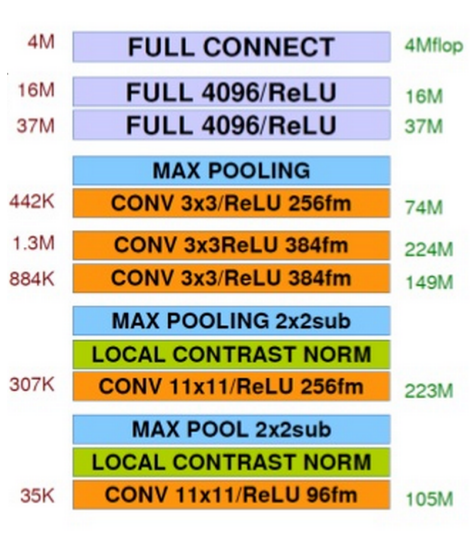 4M FULL CONNECT 4Mflop
16M FULL 4096/ReLU 16M
37M FULL 4096/ReLU 37M
MAX POOLING
442K CONV 3x3/ReLU 256fm 74M
1.3M CONV 3x3ReLU 384fm 224M
884K CONV 3x3/ReLU 384fm 149M
MAX POOLING 2x2sub
LOCAL CONTRAST NORM
307K CONV 11x11/ReLU 256fm 223M
MAX POOL 2x2sub
LOCAL CONTRAST NORM
35K CONV 11x11/ReLU 96fm 105M